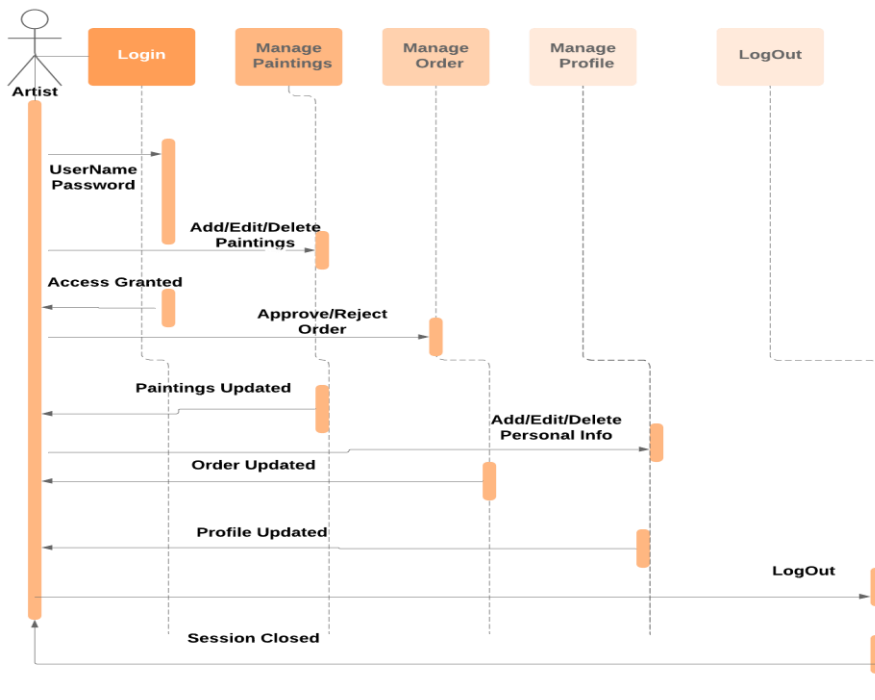 Login
Manage
Paintings
Manage
Order
Manage
Profile
LogOut
Artist
UserName
Password
Add/Edit/Delete
Paintings
Access Granted
Approve/Reject
Order
Paintings Updated
Add/Edit/Delete
Personal Info
Order Updated
Profile Updated
LogOut
Session Closed